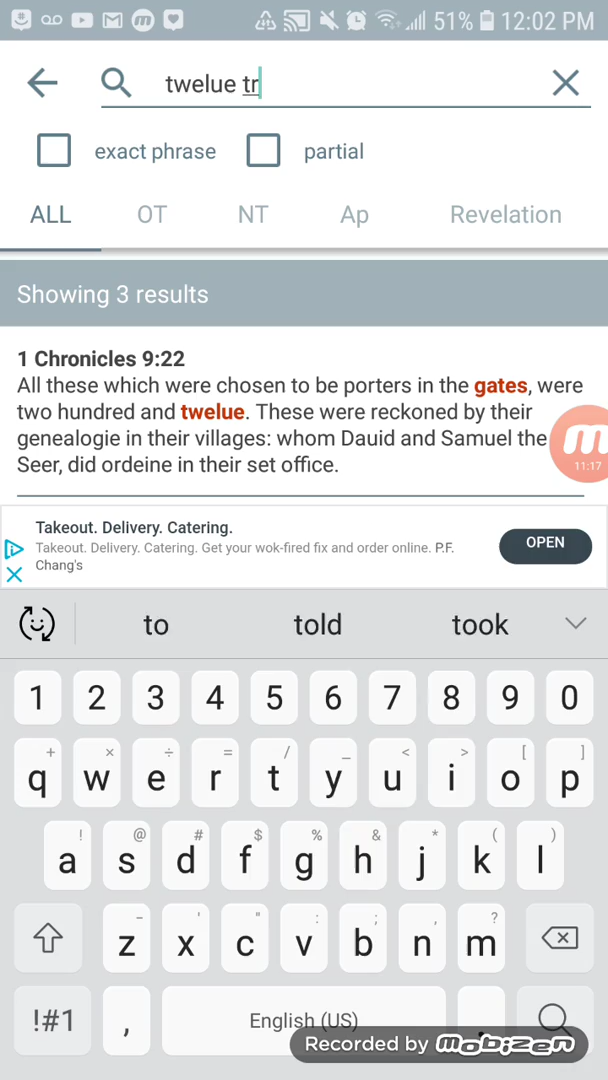 51% 12:02 PM
twelue tr
exact phrase partial
ALL OT NT Ap Revelation
Showing 3 results
1 Chronicles 9:22
All these which were chosen to be porters in the gates, were
two hundred and twelue. These were reckoned by their
genealogie in their villages: whom Dauid and Samuel the
Seer, did ordeine in their set office.
11:17
Takeout. Delivery. Catering.
Takeout. Delivery. Catering. Get your wok-fired fix and order online. P.F.
Chang's
OPEN
to told took
1 2 3 4 5 6 7 8 9 0
+ × ÷ = / _ < > [ ]
q w e r t y u i o p
! @ # $ % & * ( )
a s d f g h j k l
- ' " : ; , ?
z x c v b n m
!#1 , English (US) .
Recorded by mobizen